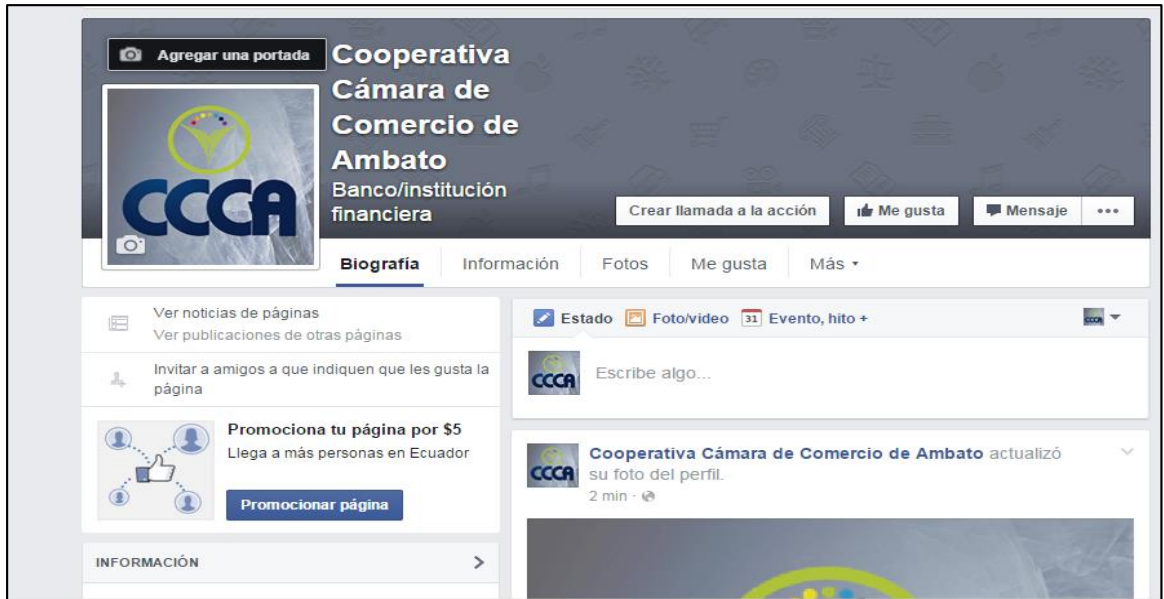 Agregar una portada
Cooperativa
Cámara de
Comercio de
Ambato
Banco/institución
financiera
CCCA
Crear llamada a la acción
Me gusta
Mensaje
Biografía
Información
Fotos
Me gusta
Más
Ver noticias de páginas
Ver publicaciones de otras páginas
Invitar a amigos a que indiquen que les gusta la
página
Promociona tu página por $5
Llega a más personas en Ecuador
Promocionar página
INFORMACIÓN
Estado
Foto/video
31
Evento, hito +
CCCA
CCCA
Escribe algo...
CCCA
Cooperativa Cámara de Comercio de Ambato actualizó
su foto del perfil.
2 min ·